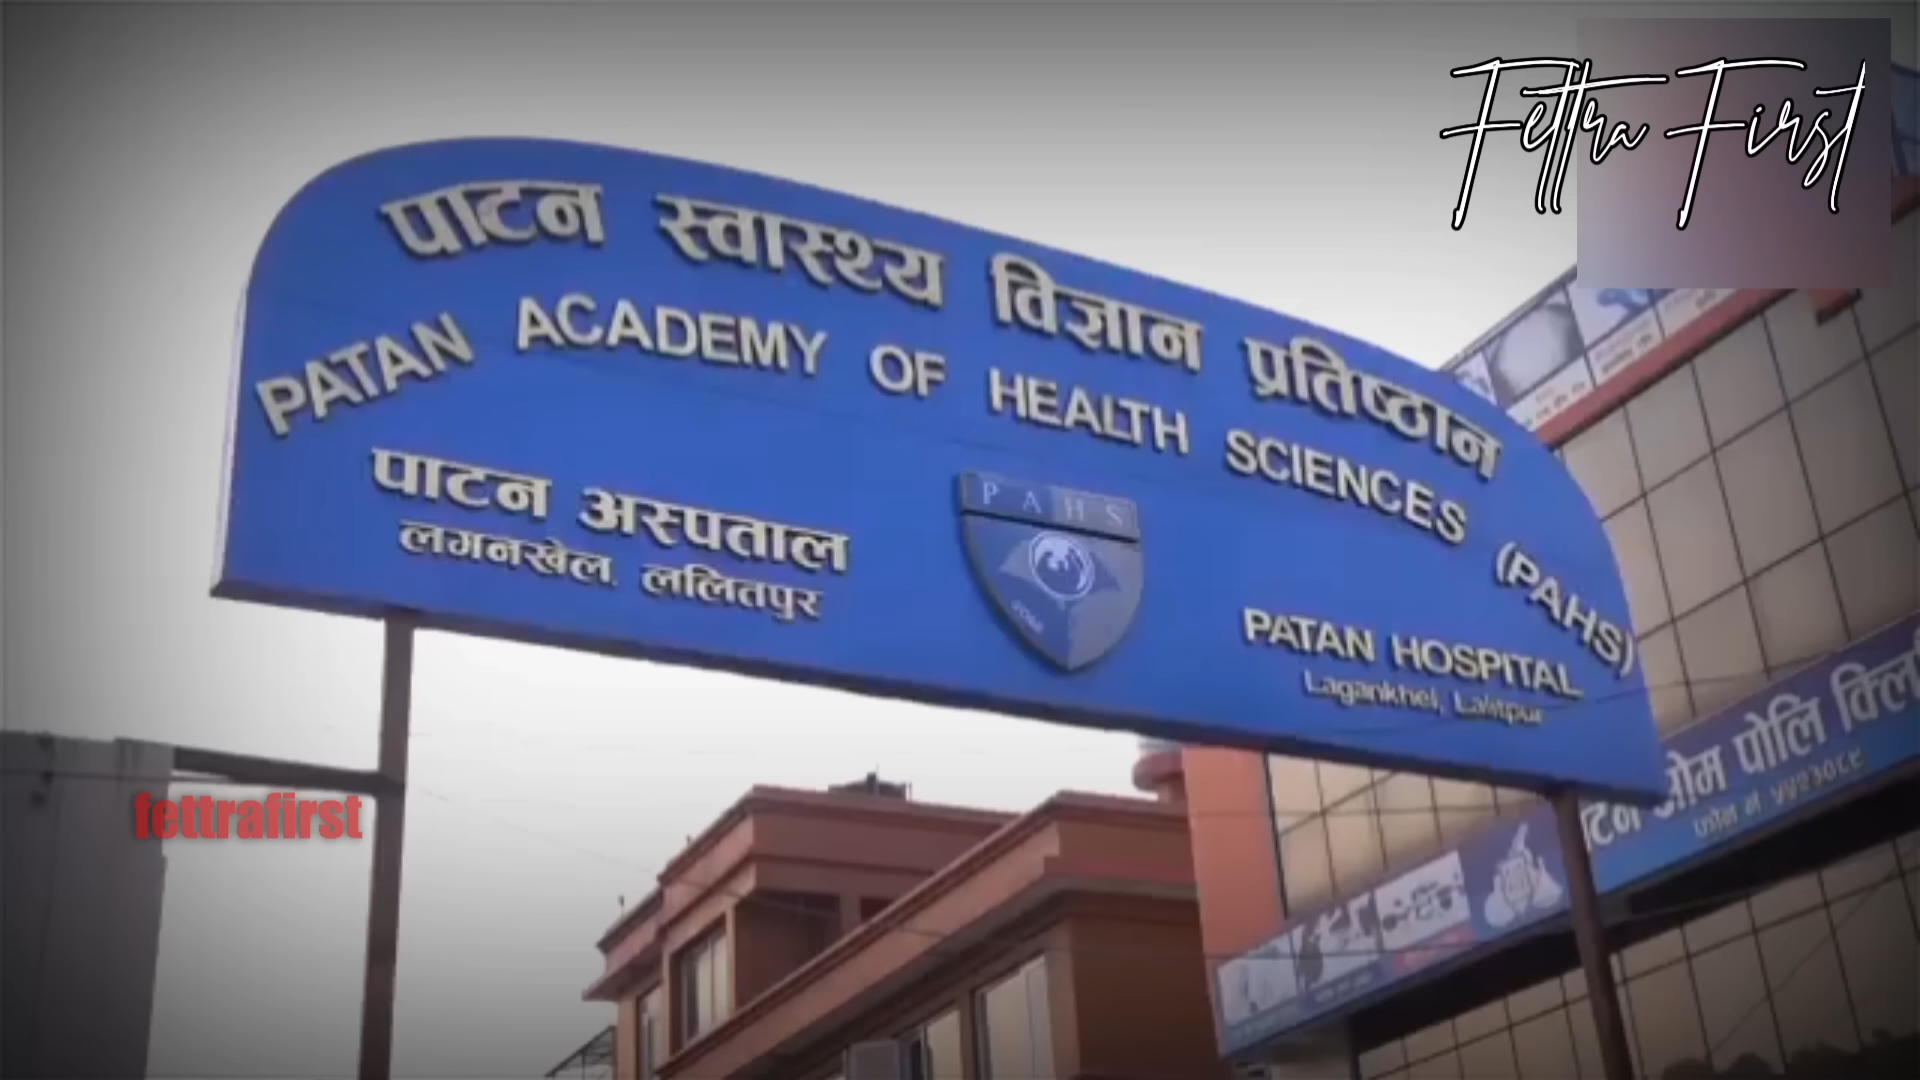 Fettra First
पाटन स्वास्थ्य विज्ञान प्रतिष्ठान
PATAN ACADEMY OF HEALTH SCIENCES (PAHS)
पाटन अस्पताल
लगनखेल, ललितपुर
P A H S
PATAN HOSPITAL
Lagankhel, Lalitpur
ओम पोलि
fettrafirst